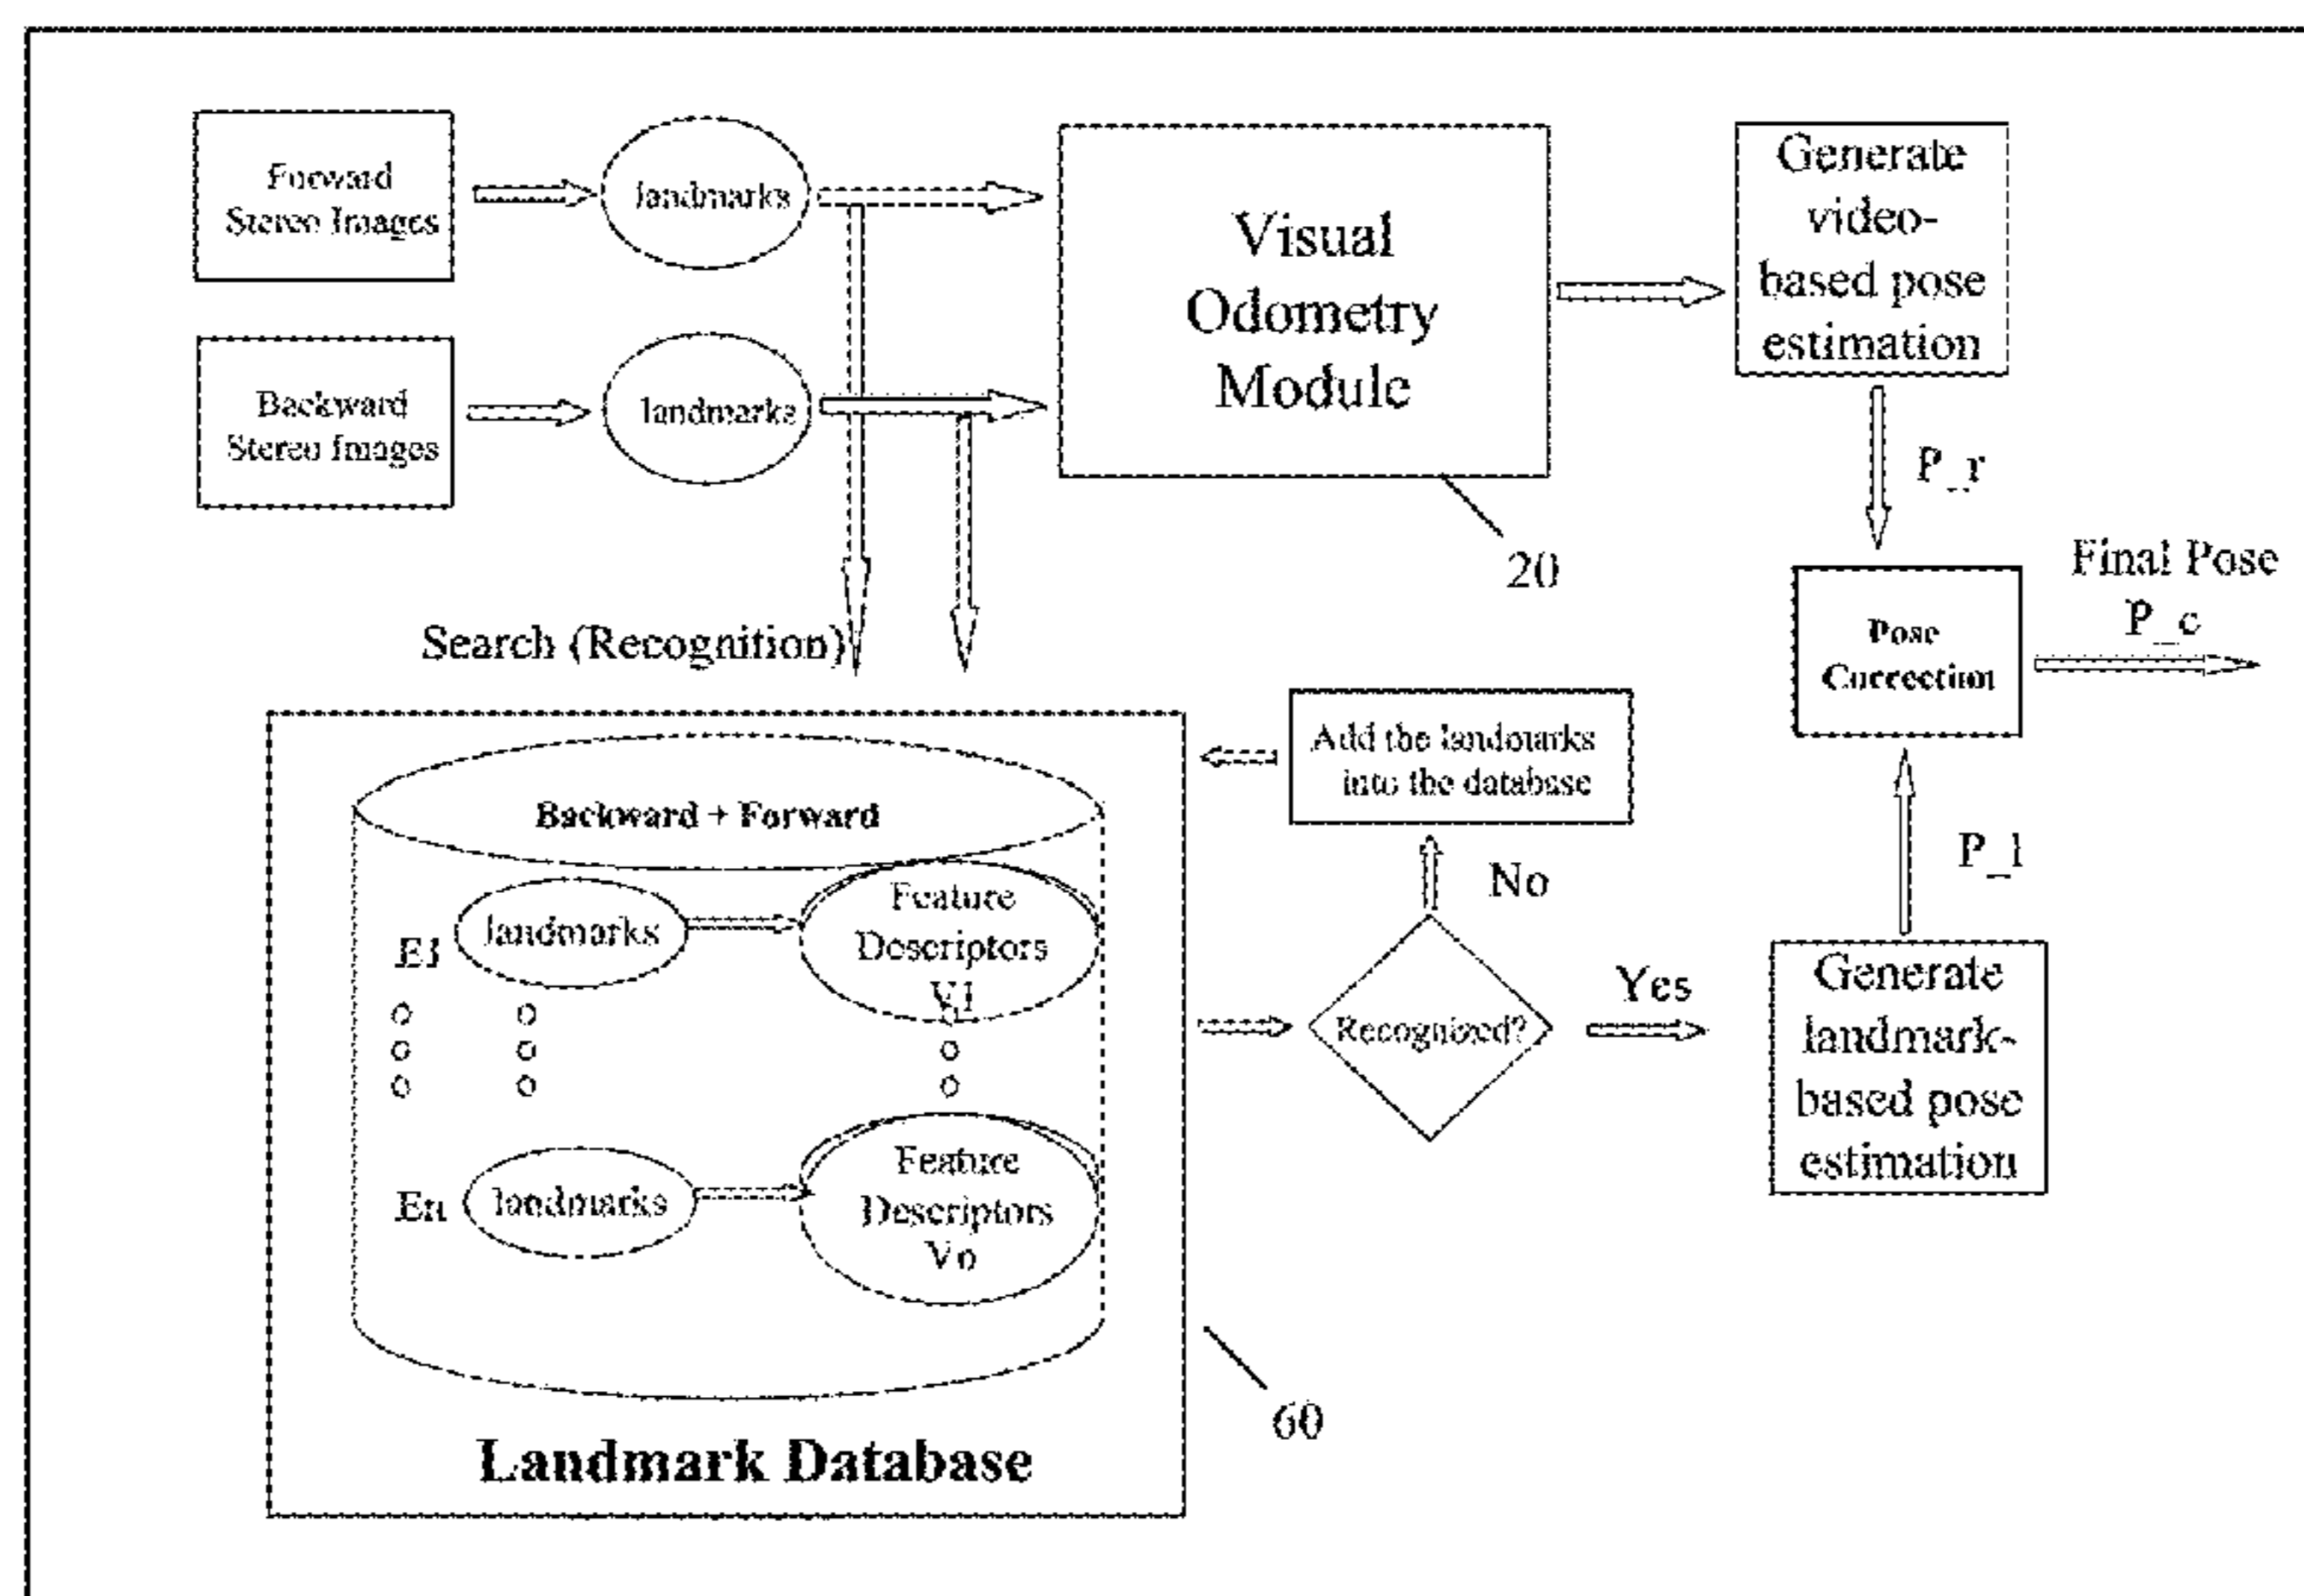 Forward
Stereo Images
landmarks
Visual
Odometry
Module
Generate
video-
based pose
estimation
Backward
Stereo Images
landmarks
20
P_r
Search (Recognition)
Final Pose
P_c
Pose
Correction
Add the landmarks
into the database
Backward + Forward
E1
landmarks
Feature
Descriptors
V1
No
P_l
Recognized?
Yes
Generate
landmark-
based pose
estimation
En
landmarks
Feature
Descriptors
Vn
60
Landmark Database